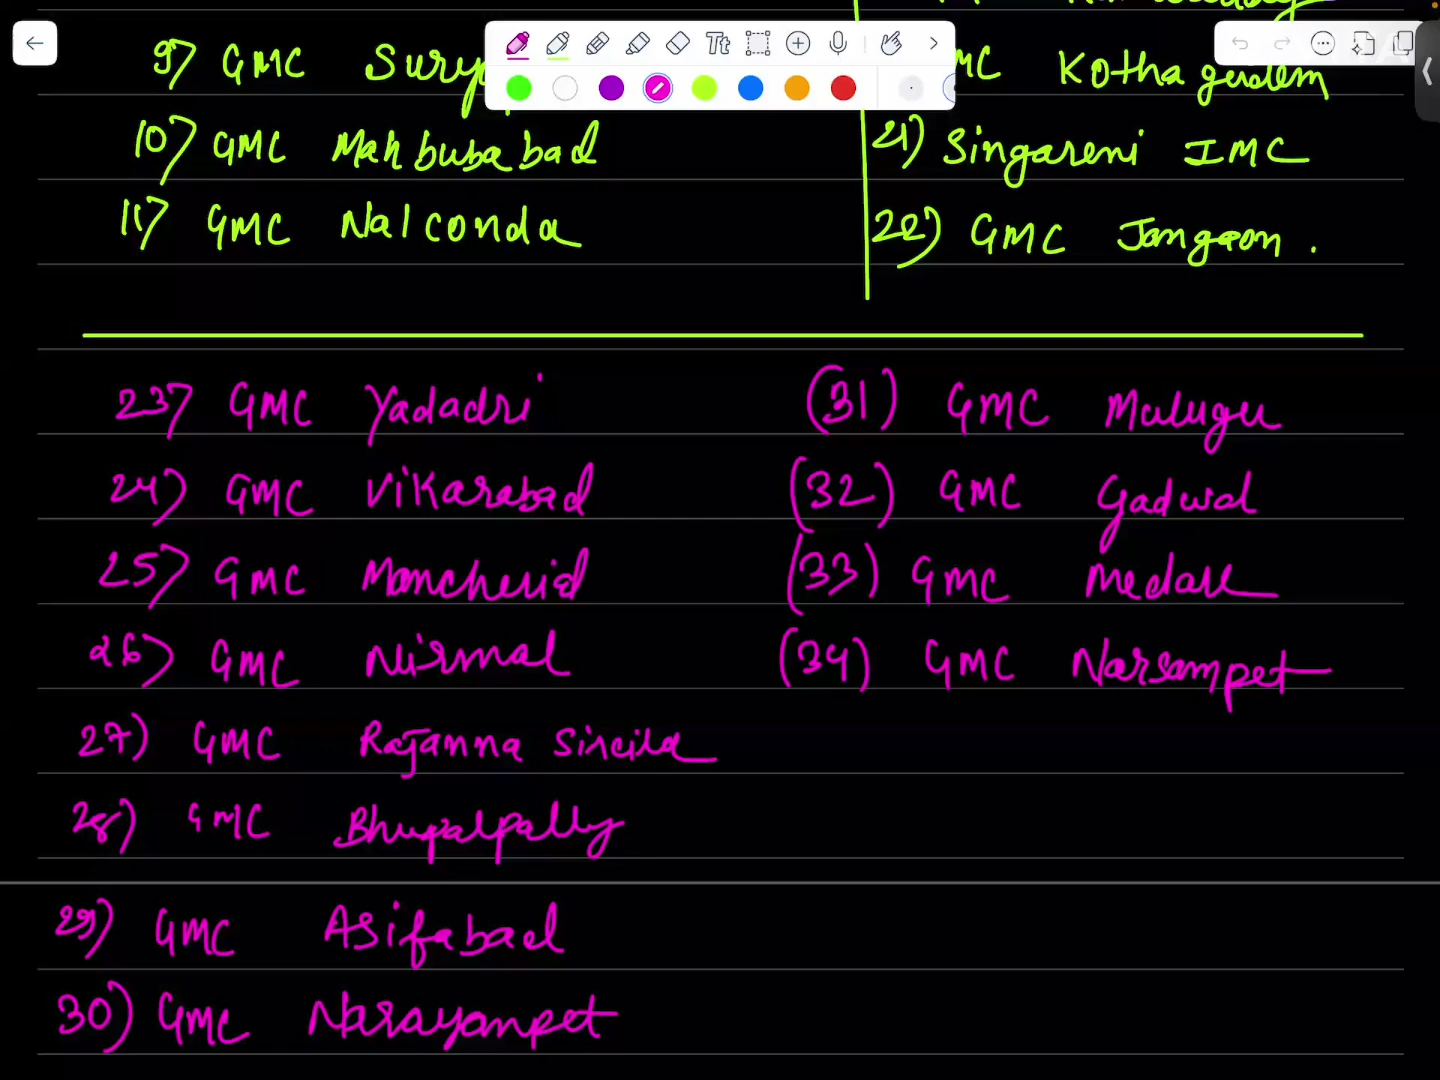 9) GMC
10) GMC Mahbubabad
11) GMC Nalconda
MC Kothagudem
21) Singareni IMC
22) GMC Jangaon.
23) GMC Yadadri
24) GMC Vikarabad
25) GMC Mancherial
26) GMC Nirmal
27) GMC Rajanna Sircilla
28) GMC Bhupalpally
29) GMC Asifabad
30) GMC Narayanpet
(31) GMC Mulugu
(32) GMC Gadwal
(33) GMC Medak
(34) GMC Narsampet
Tt